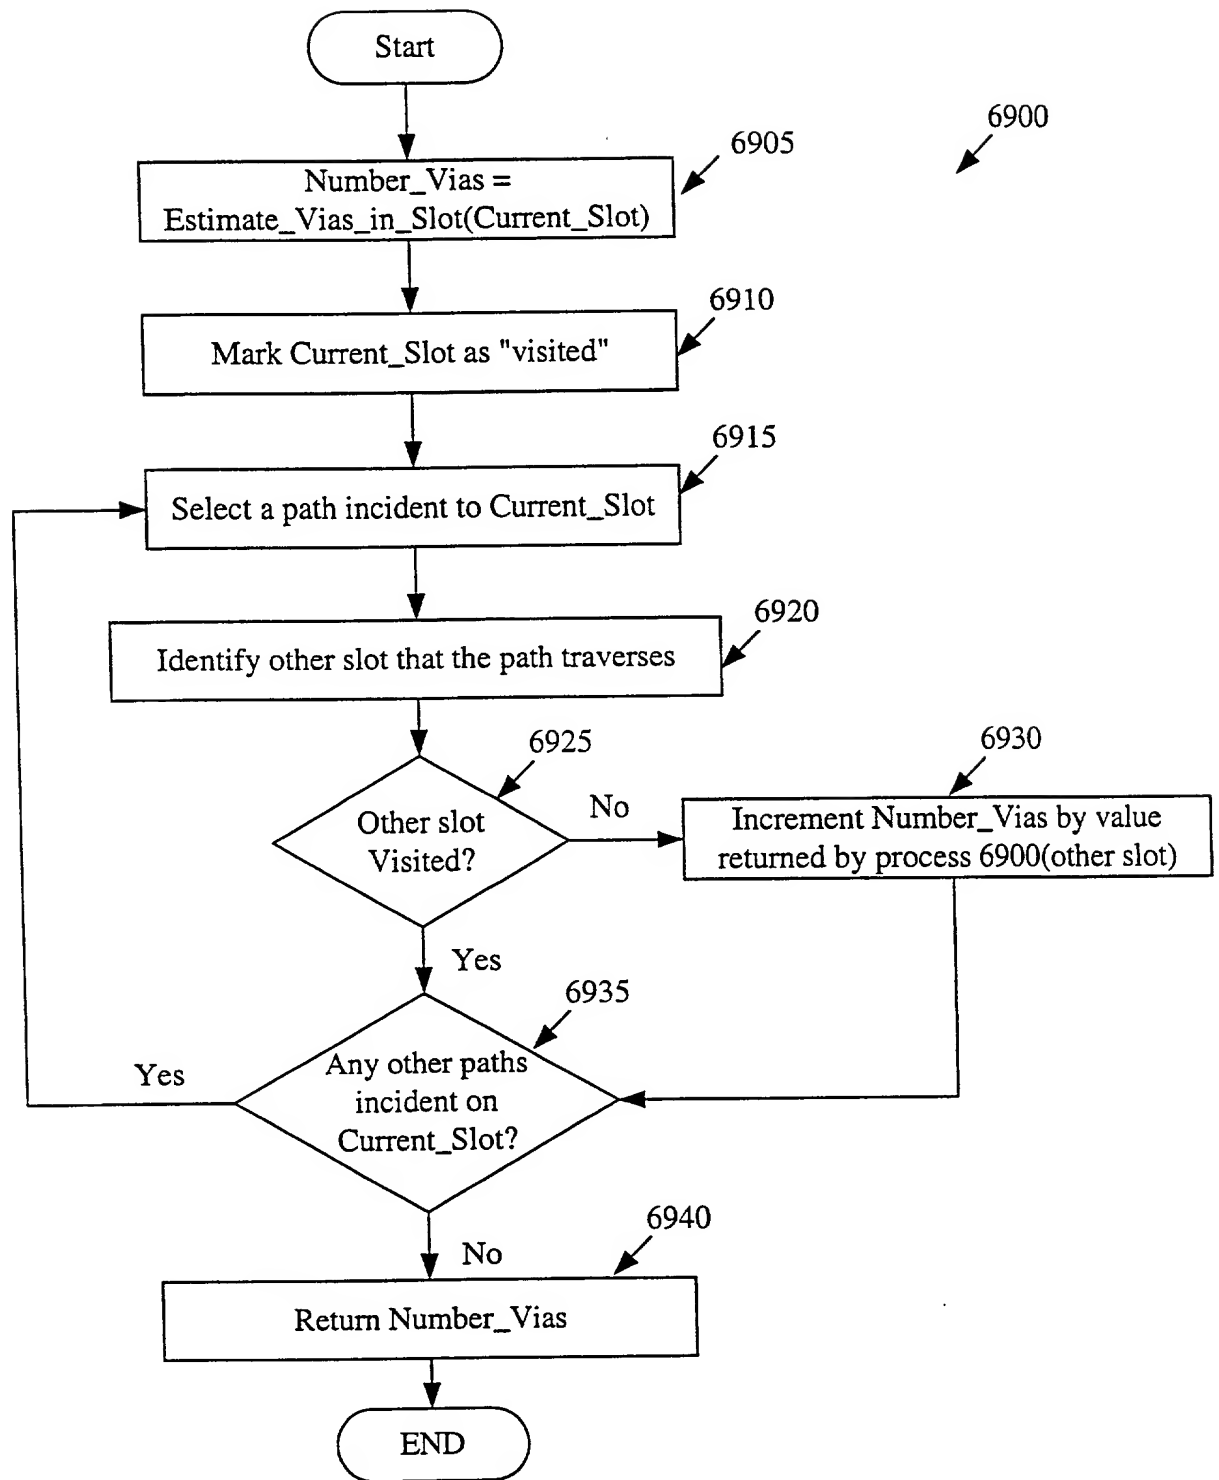 Start
6900
6905
Number_Vias =
Estimate_Vias_in_Slot(Current_Slot)
6910
Mark Current_Slot as "visited"
6915
Select a path incident to Current_Slot
6920
Identify other slot that the path traverses
6925
6930
Other slot
Visited?
No
Increment Number_Vias by value
returned by process 6900(other slot)
Yes
6935
Yes
Any other paths
incident on
Current_Slot?
6940
No
Return Number_Vias
END